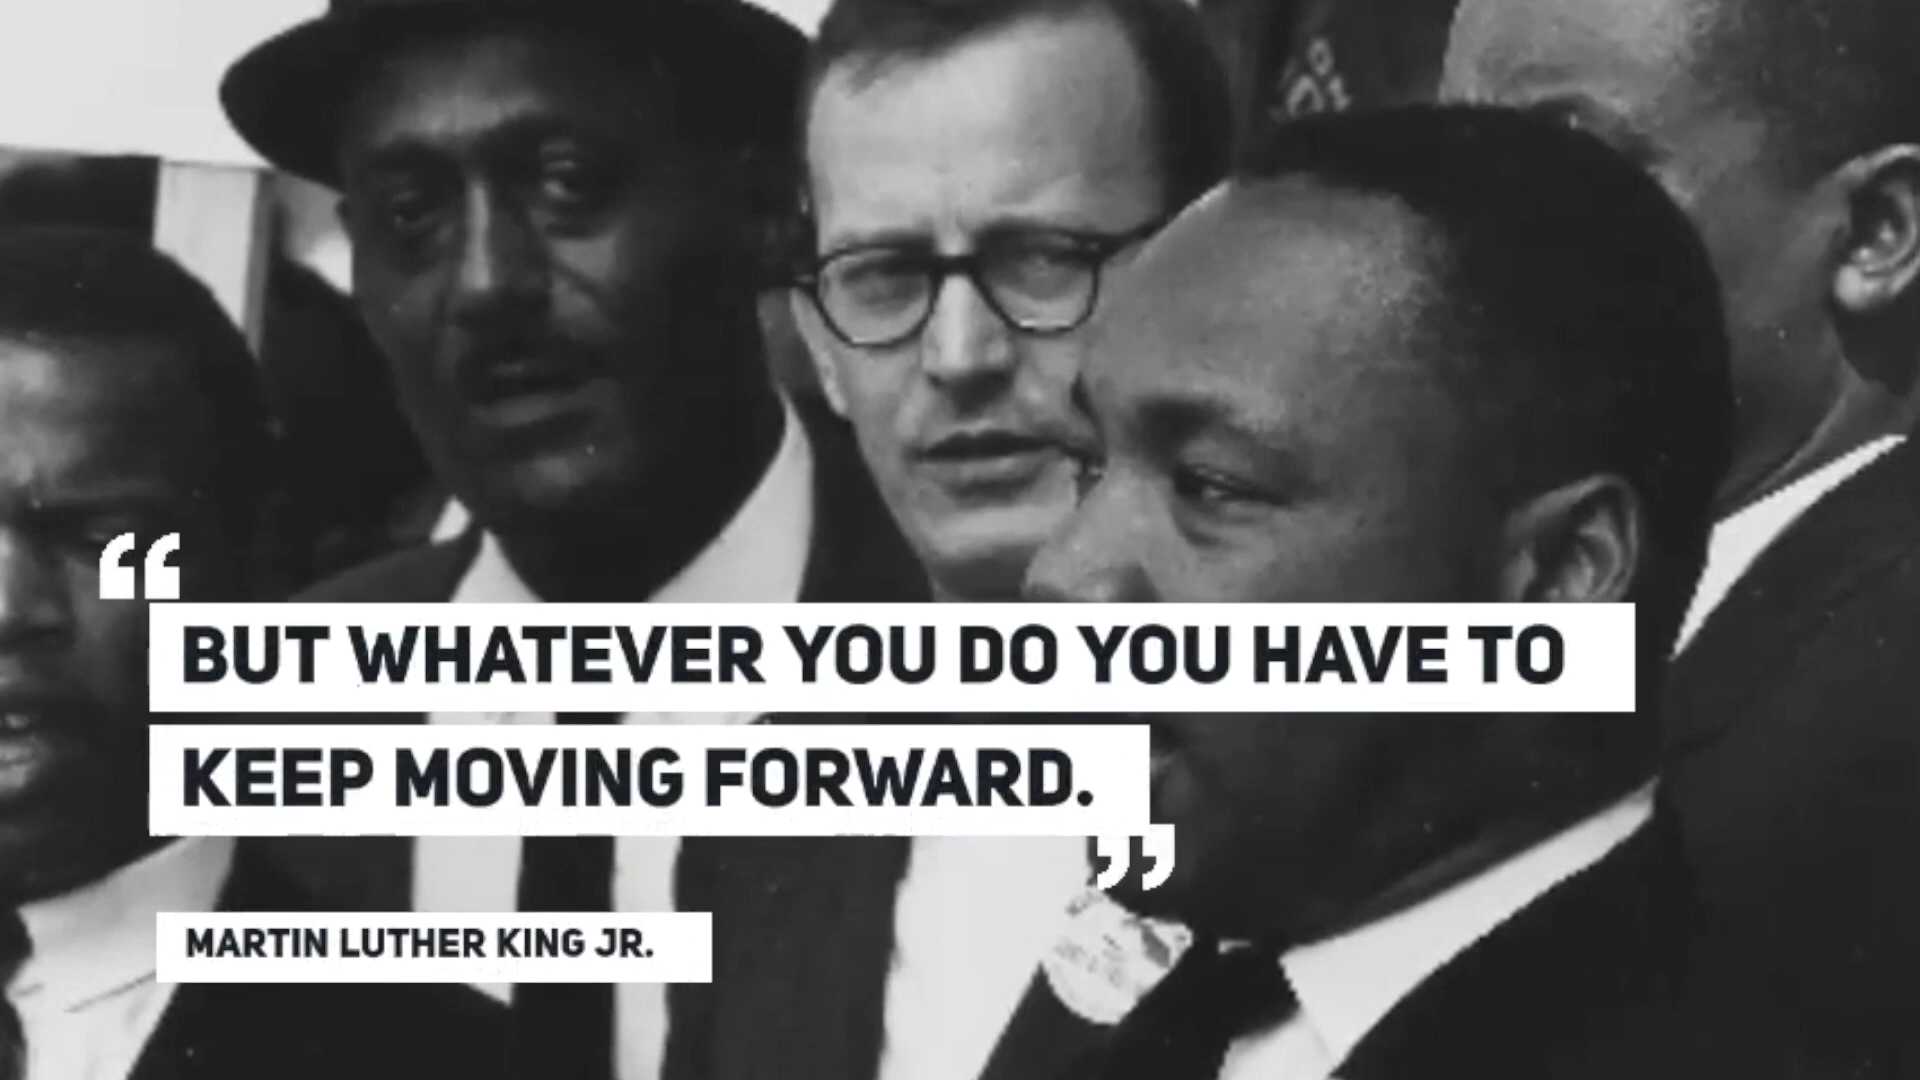 “
BUT WHATEVER YOU DO YOU HAVE TO
KEEP MOVING FORWARD.
”
MARTIN LUTHER KING JR.